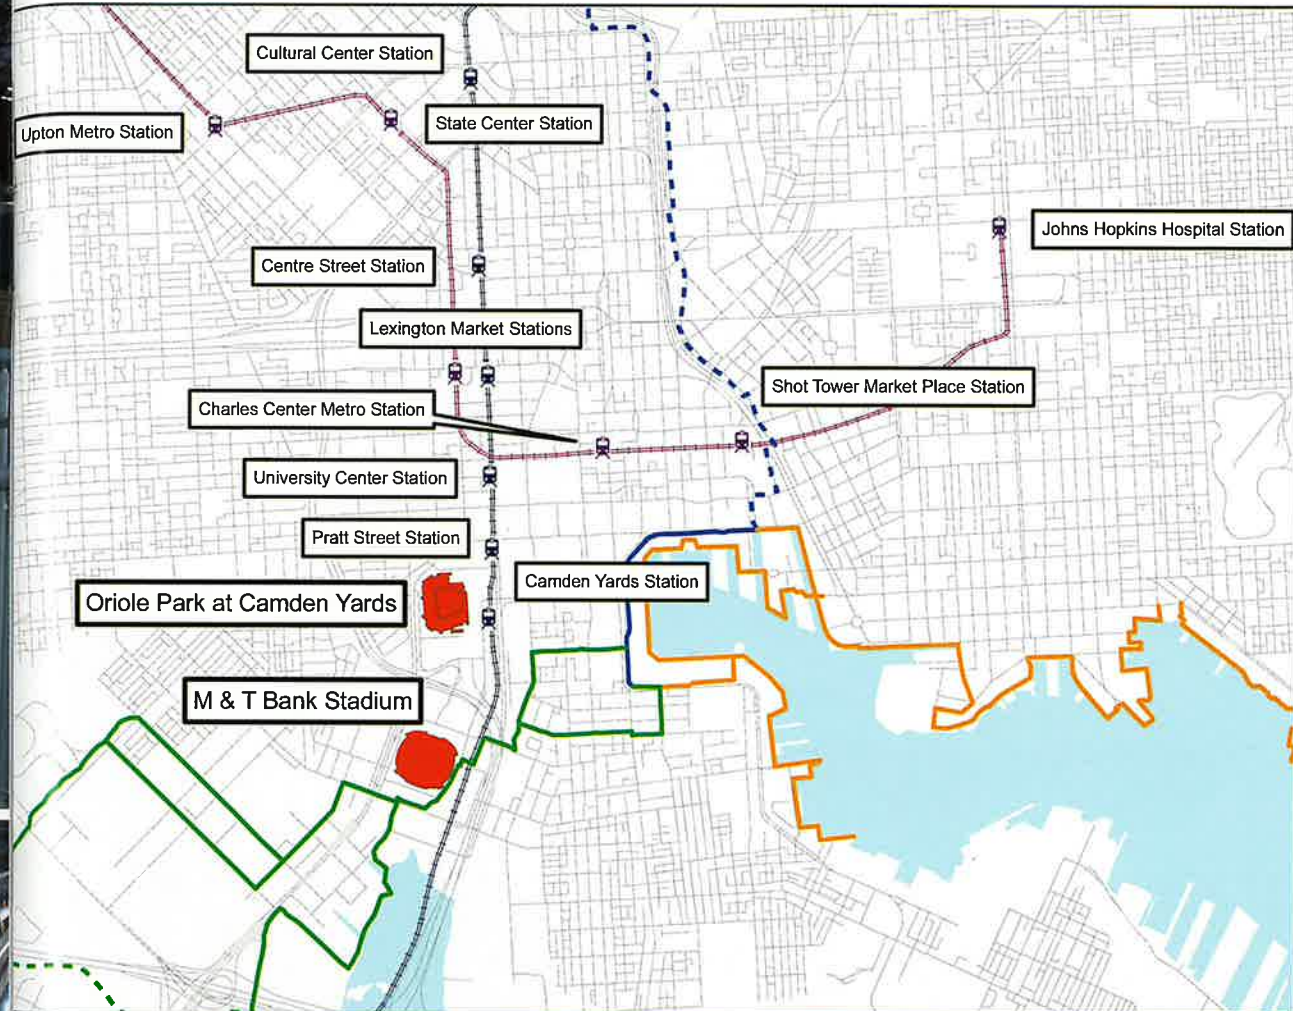 Cultural Center Station
State Center Station
Upton Metro Station
Johns Hopkins Hospital Station
Centre Street Station
Lexington Market Stations
Shot Tower Market Place Station
Charles Center Metro Station
University Center Station
Pratt Street Station
Camden Yards Station
Oriole Park at Camden Yards
M & T Bank Stadium